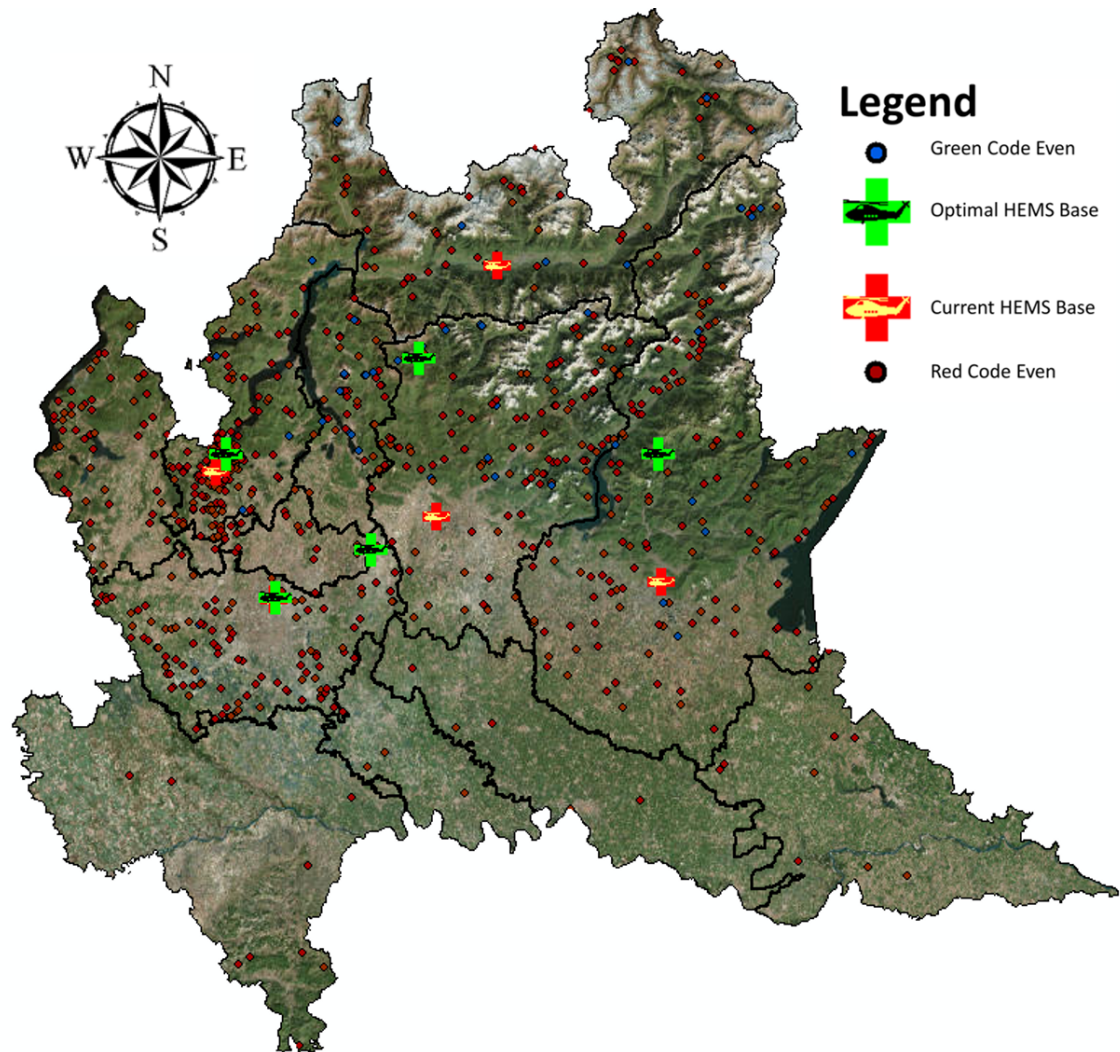 N
W
E
S
Legend
Green Code Even
Optimal HEMS Base
Current HEMS Base
Red Code Even